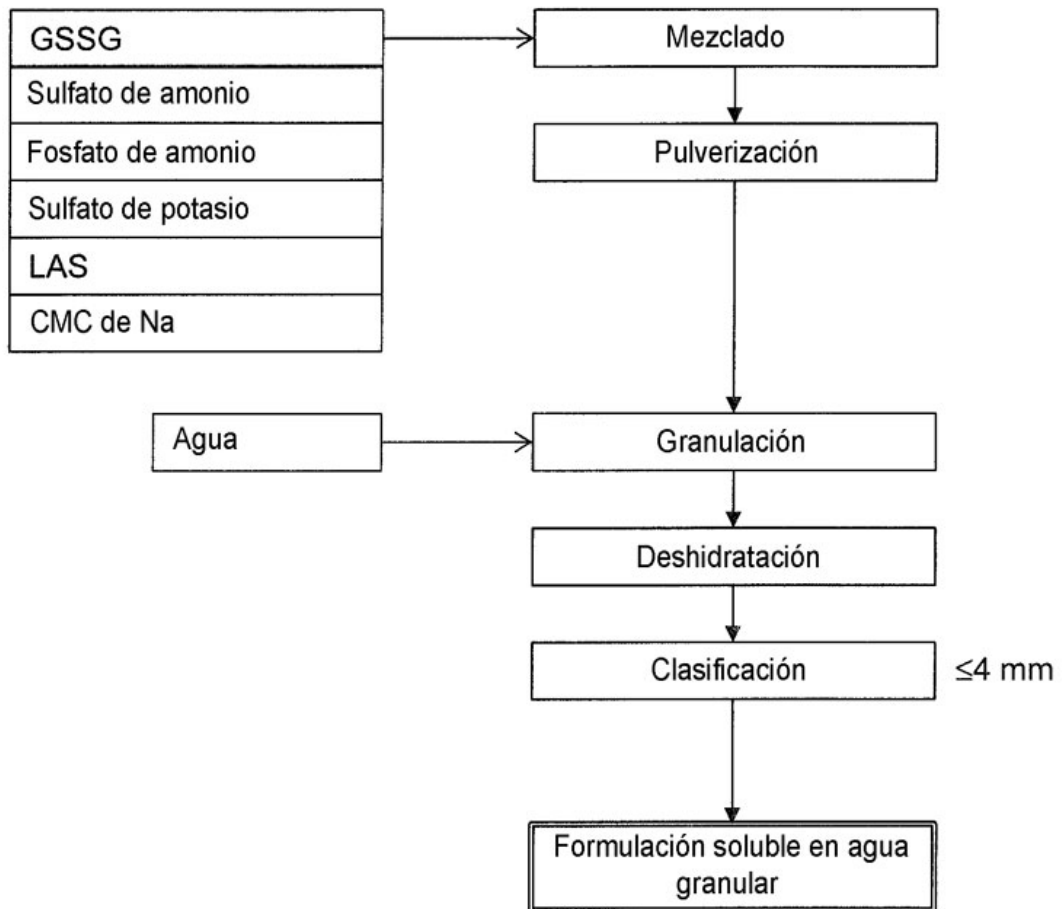 GSSG
Sulfato de amonio
Fosfato de amonio
Sulfato de potasio
LAS
CMC de Na
Mezclado
Pulverización
Agua
Granulación
Deshidratación
Clasificación
≤4 mm
Formulación soluble en agua
granular